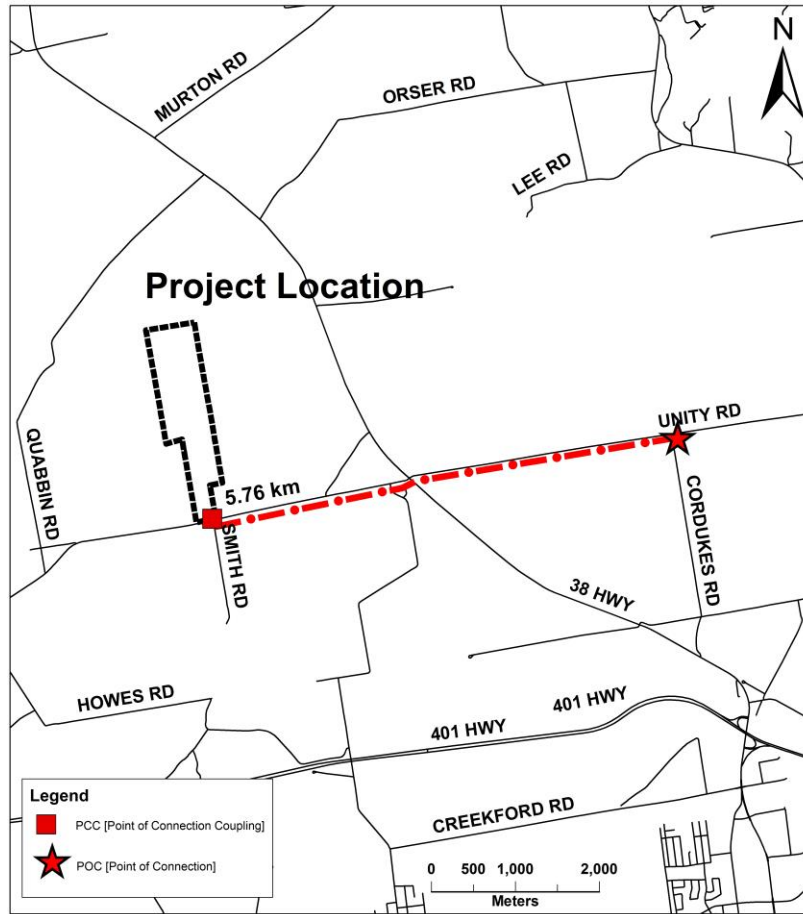 N
MURTON RD
ORSER RD
LEE RD
Project Location
UNITY RD
QUABBIN RD
5.76 km
SMITH RD
CORDUKES RD
38 HWY
HOWES RD
401 HWY
401 HWY
CREEKFORD RD
Legend
PCC [Point of Connection Coupling]
POC [Point of Connection]
0 500 1,000 2,000
Meters